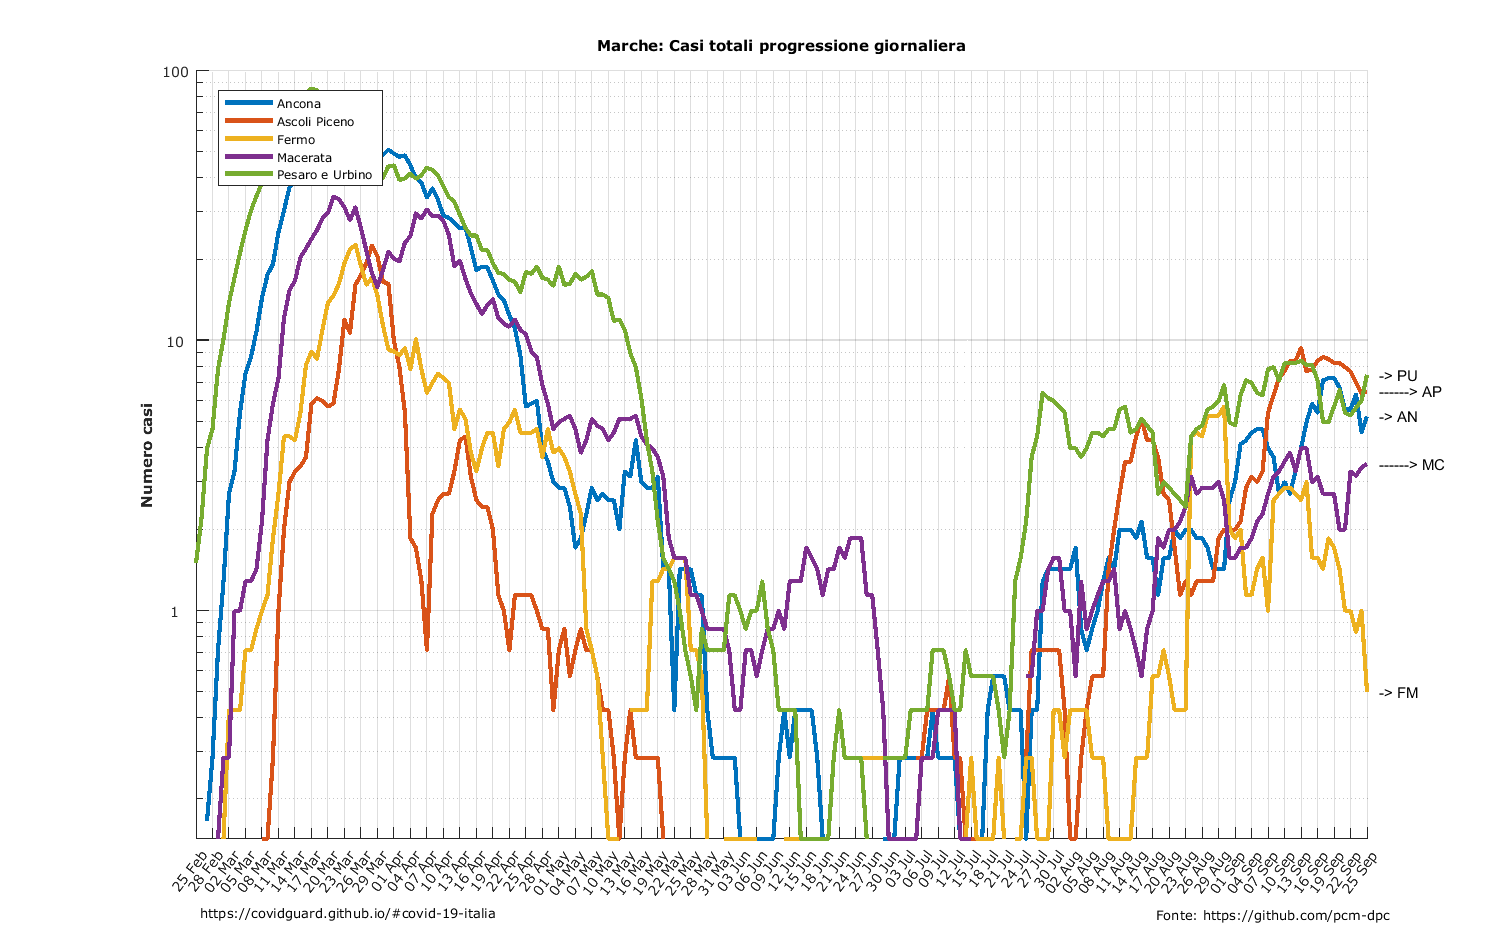 Marche: Casi totali progressione giornaliera
100
10
1
Numero casi
Ancona
Ascoli Piceno
Fermo
Macerata
Pesaro e Urbino
-> PU
------> AP
-> AN
------> MC
-> FM
25 Feb
28 Feb
02 Mar
05 Mar
08 Mar
11 Mar
14 Mar
17 Mar
20 Mar
23 Mar
26 Mar
29 Mar
01 Apr
04 Apr
07 Apr
10 Apr
13 Apr
16 Apr
19 Apr
22 Apr
25 Apr
28 Apr
01 May
04 May
07 May
10 May
13 May
16 May
19 May
22 May
25 May
28 May
31 May
03 Jun
06 Jun
09 Jun
12 Jun
15 Jun
18 Jun
21 Jun
24 Jun
27 Jun
30 Jun
03 Jul
06 Jul
09 Jul
12 Jul
15 Jul
18 Jul
21 Jul
24 Jul
27 Jul
30 Jul
02 Aug
05 Aug
08 Aug
11 Aug
14 Aug
17 Aug
20 Aug
23 Aug
26 Aug
29 Aug
01 Sep
04 Sep
07 Sep
10 Sep
13 Sep
16 Sep
19 Sep
22 Sep
25 Sep
https://covidguard.github.io/#covid-19-italia
Fonte: https://github.com/pcm-dpc